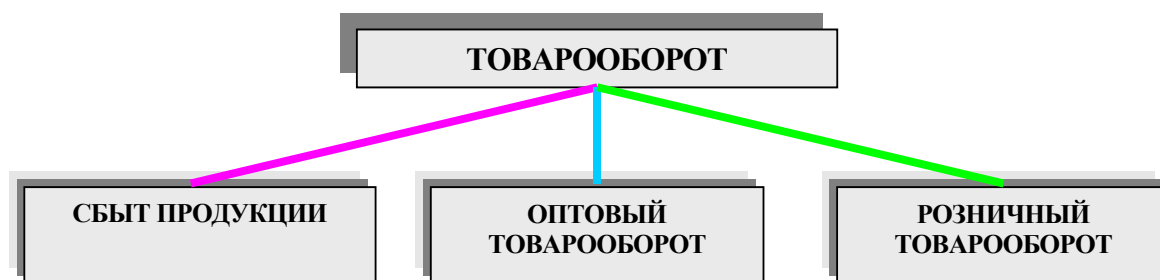 ТОВАРООБОРОТ
СБЫТ ПРОДУКЦИИ
ОПТОВЫЙ
ТОВАРООБОРОТ
РОЗНИЧНЫЙ
ТОВАРООБОРОТ